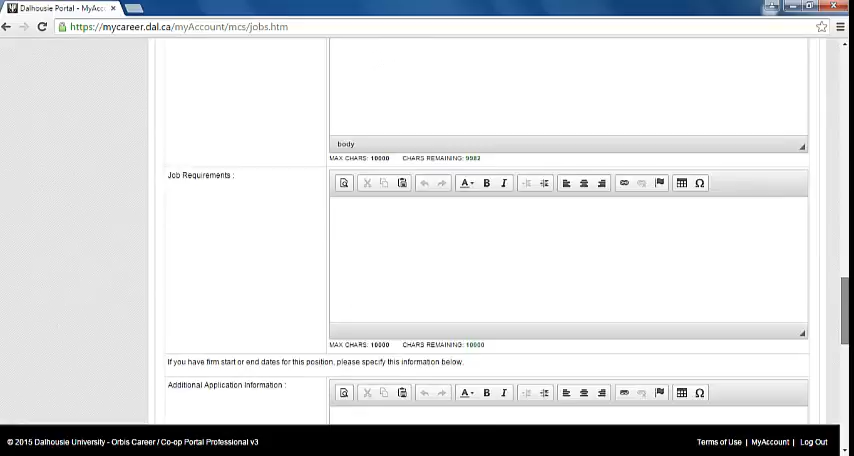 Dalhousie Portal - MyAcc
https://mycareer.dal.ca/myAccount/mcs/jobs.htm
body
MAX CHARS: 10000 CHARS REMAINING: 9982
Job Requirements :
A B I Ω
MAX CHARS: 10000 CHARS REMAINING: 10000
If you have firm start or end dates for this position, please specify this information below.
Additional Application Information :
A B I Ω
© 2015 Dalhousie University - Orbis Career / Co-op Portal Professional v3
Terms of Use | MyAccount | Log Out